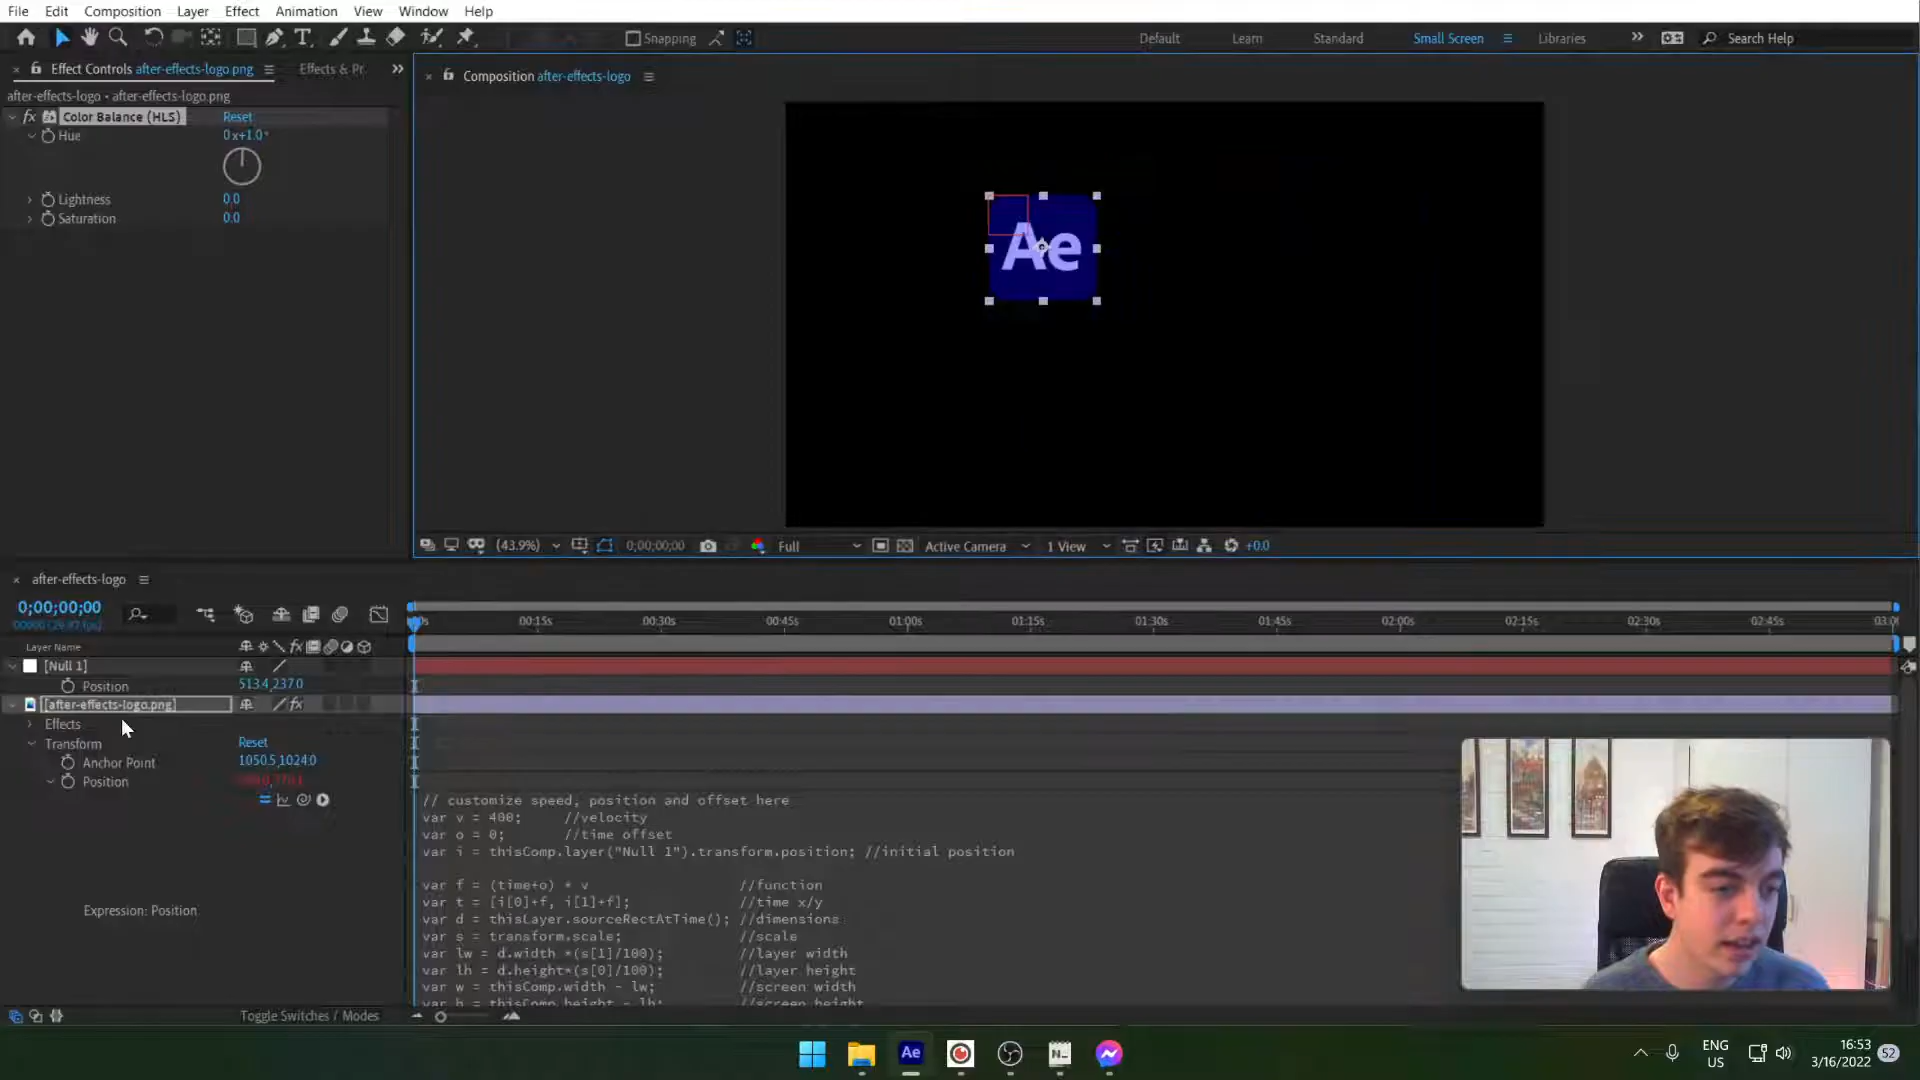 File Edit Composition Layer Effect Animation View Window Help
Snapping
Default Learn Standard Small Screen Libraries Search Help
Effect Controls after-effects-logo.png Effects & Pr
Composition after-effects-logo
after-effects-logo • after-effects-logo.png
fx Color Balance (HLS) Reset
Hue 0x+1.0°
Lightness 0.0
Saturation 0.0
Ae
(43.9%) 0;00;00;00 Full Active Camera 1 View +0.0
after-effects-logo
0;00;00;00
00:15s 00:30s 00:45s 01:00s 01:15s 01:30s 01:45s 02:00s 02:15s 02:30s 02:45s
Layer Name
[Null 1]
Position 513.4,237.0
[after-effects-logo.png]
Effects
Transform Reset
Anchor Point 1050.5,1024.0
Position
// customize speed, position and offset here
var v = 400; //velocity
var o = 0; //time offset
var i = thisComp.layer("Null 1").transform.position; //initial position
var f = (time+o) * v //function
var t = [i[0]+f, i[1]+f]; //time x/y
Expression: Position
var d = thisLayer.sourceRectAtTime(); //dimensions
var s = transform.scale; //scale
var lw = d.width *(s[1]/100); //layer width
var lh = d.height*(s[0]/100); //layer height
var w = thisComp.width - lw; //screen width
var h = thisComp.height - lh; //screen height
Toggle Switches / Modes
Ae N_
ENG
US
16:53
3/16/2022
52